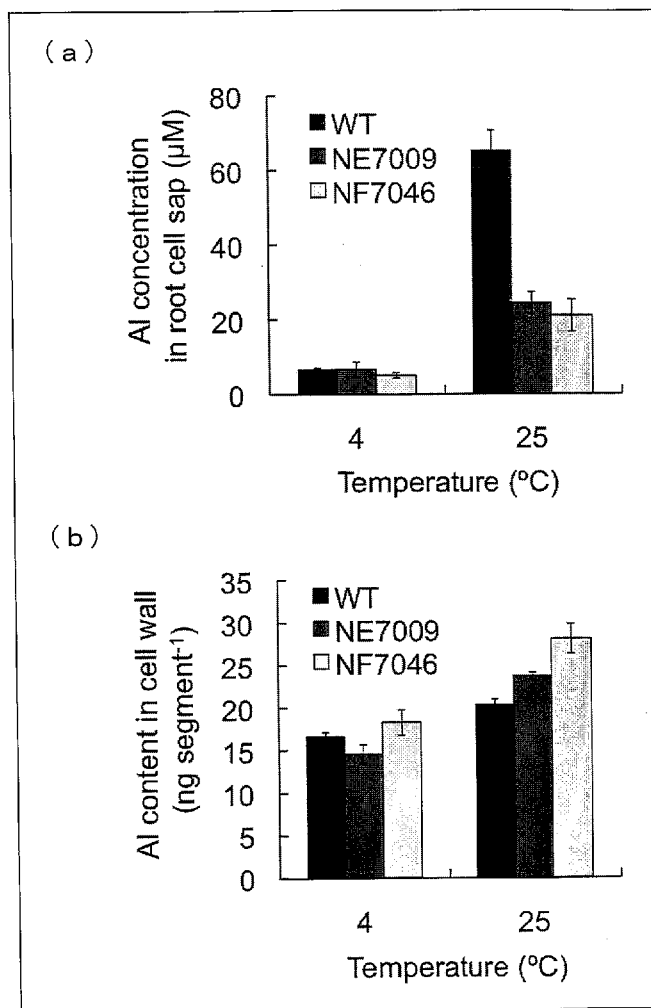 (a)
Al concentration
in root cell sap (µM)
80
60
40
20
0
WT
NE7009
NF7046
4
25
Temperature (ºC)
(b)
Al content in cell wall
(ng segment⁻¹)
35
30
25
20
15
10
5
0
WT
NE7009
NF7046
4
25
Temperature (ºC)